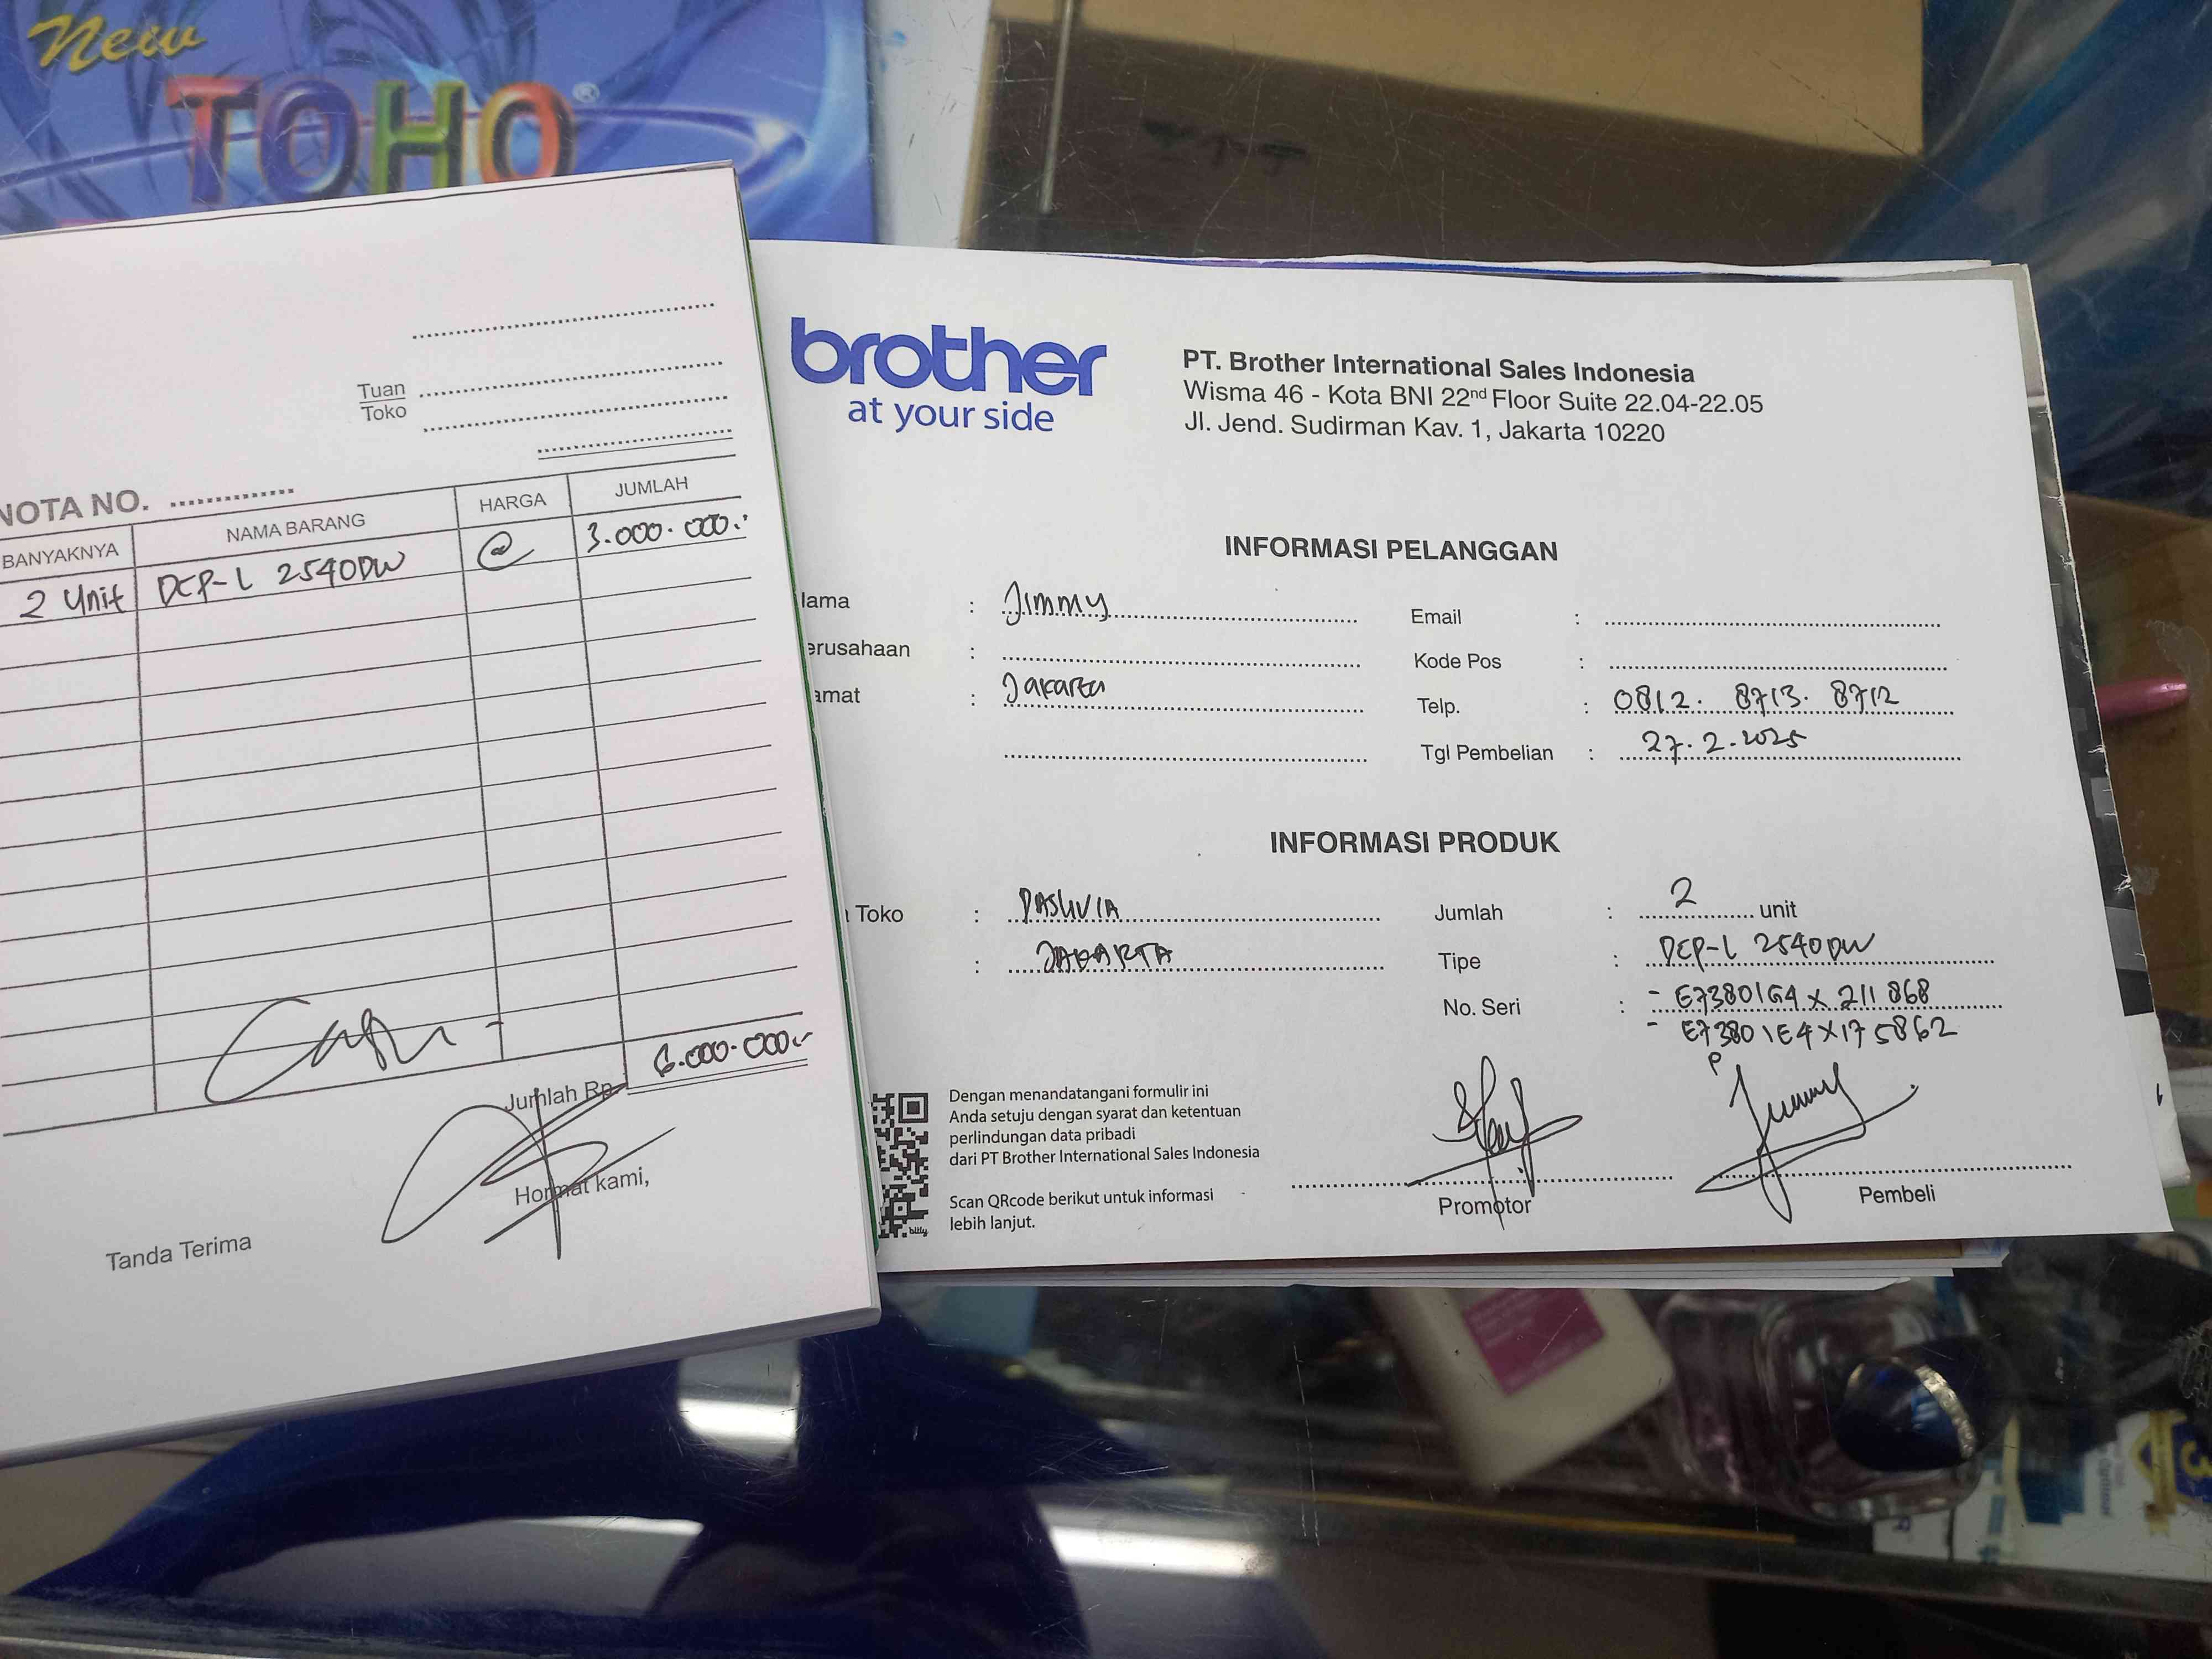 New
TOHO®
Tuan
Toko
NOTA NO. ...............
BANYAKNYA NAMA BARANG HARGA JUMLAH
2 Unit DCP-L 2540DW @ 3.000.000.-
Jumlah Rp. 6.000.000.-
Tanda Terima
Hormat kami,
brother
at your side
PT. Brother International Sales Indonesia
Wisma 46 - Kota BNI 22nd Floor Suite 22.04-22.05
Jl. Jend. Sudirman Kav. 1, Jakarta 10220
INFORMASI PELANGGAN
lama : Jimmy
erusahaan :
amat : Jakarta
Email :
Kode Pos :
Telp. : 0812. 8713. 8712
Tgl Pembelian : 27.2.2025
INFORMASI PRODUK
Toko :
: JAKARTA
Jumlah : 2 unit
Tipe : DCP-L 2540DW
No. Seri : - E73801G4X211868
- E73801E4X175862
Dengan menandatangani formulir ini
Anda setuju dengan syarat dan ketentuan
perlindungan data pribadi
dari PT Brother International Sales Indonesia
Scan QRcode berikut untuk informasi
lebih lanjut.
bitly
Promotor
Jimmy
Pembeli